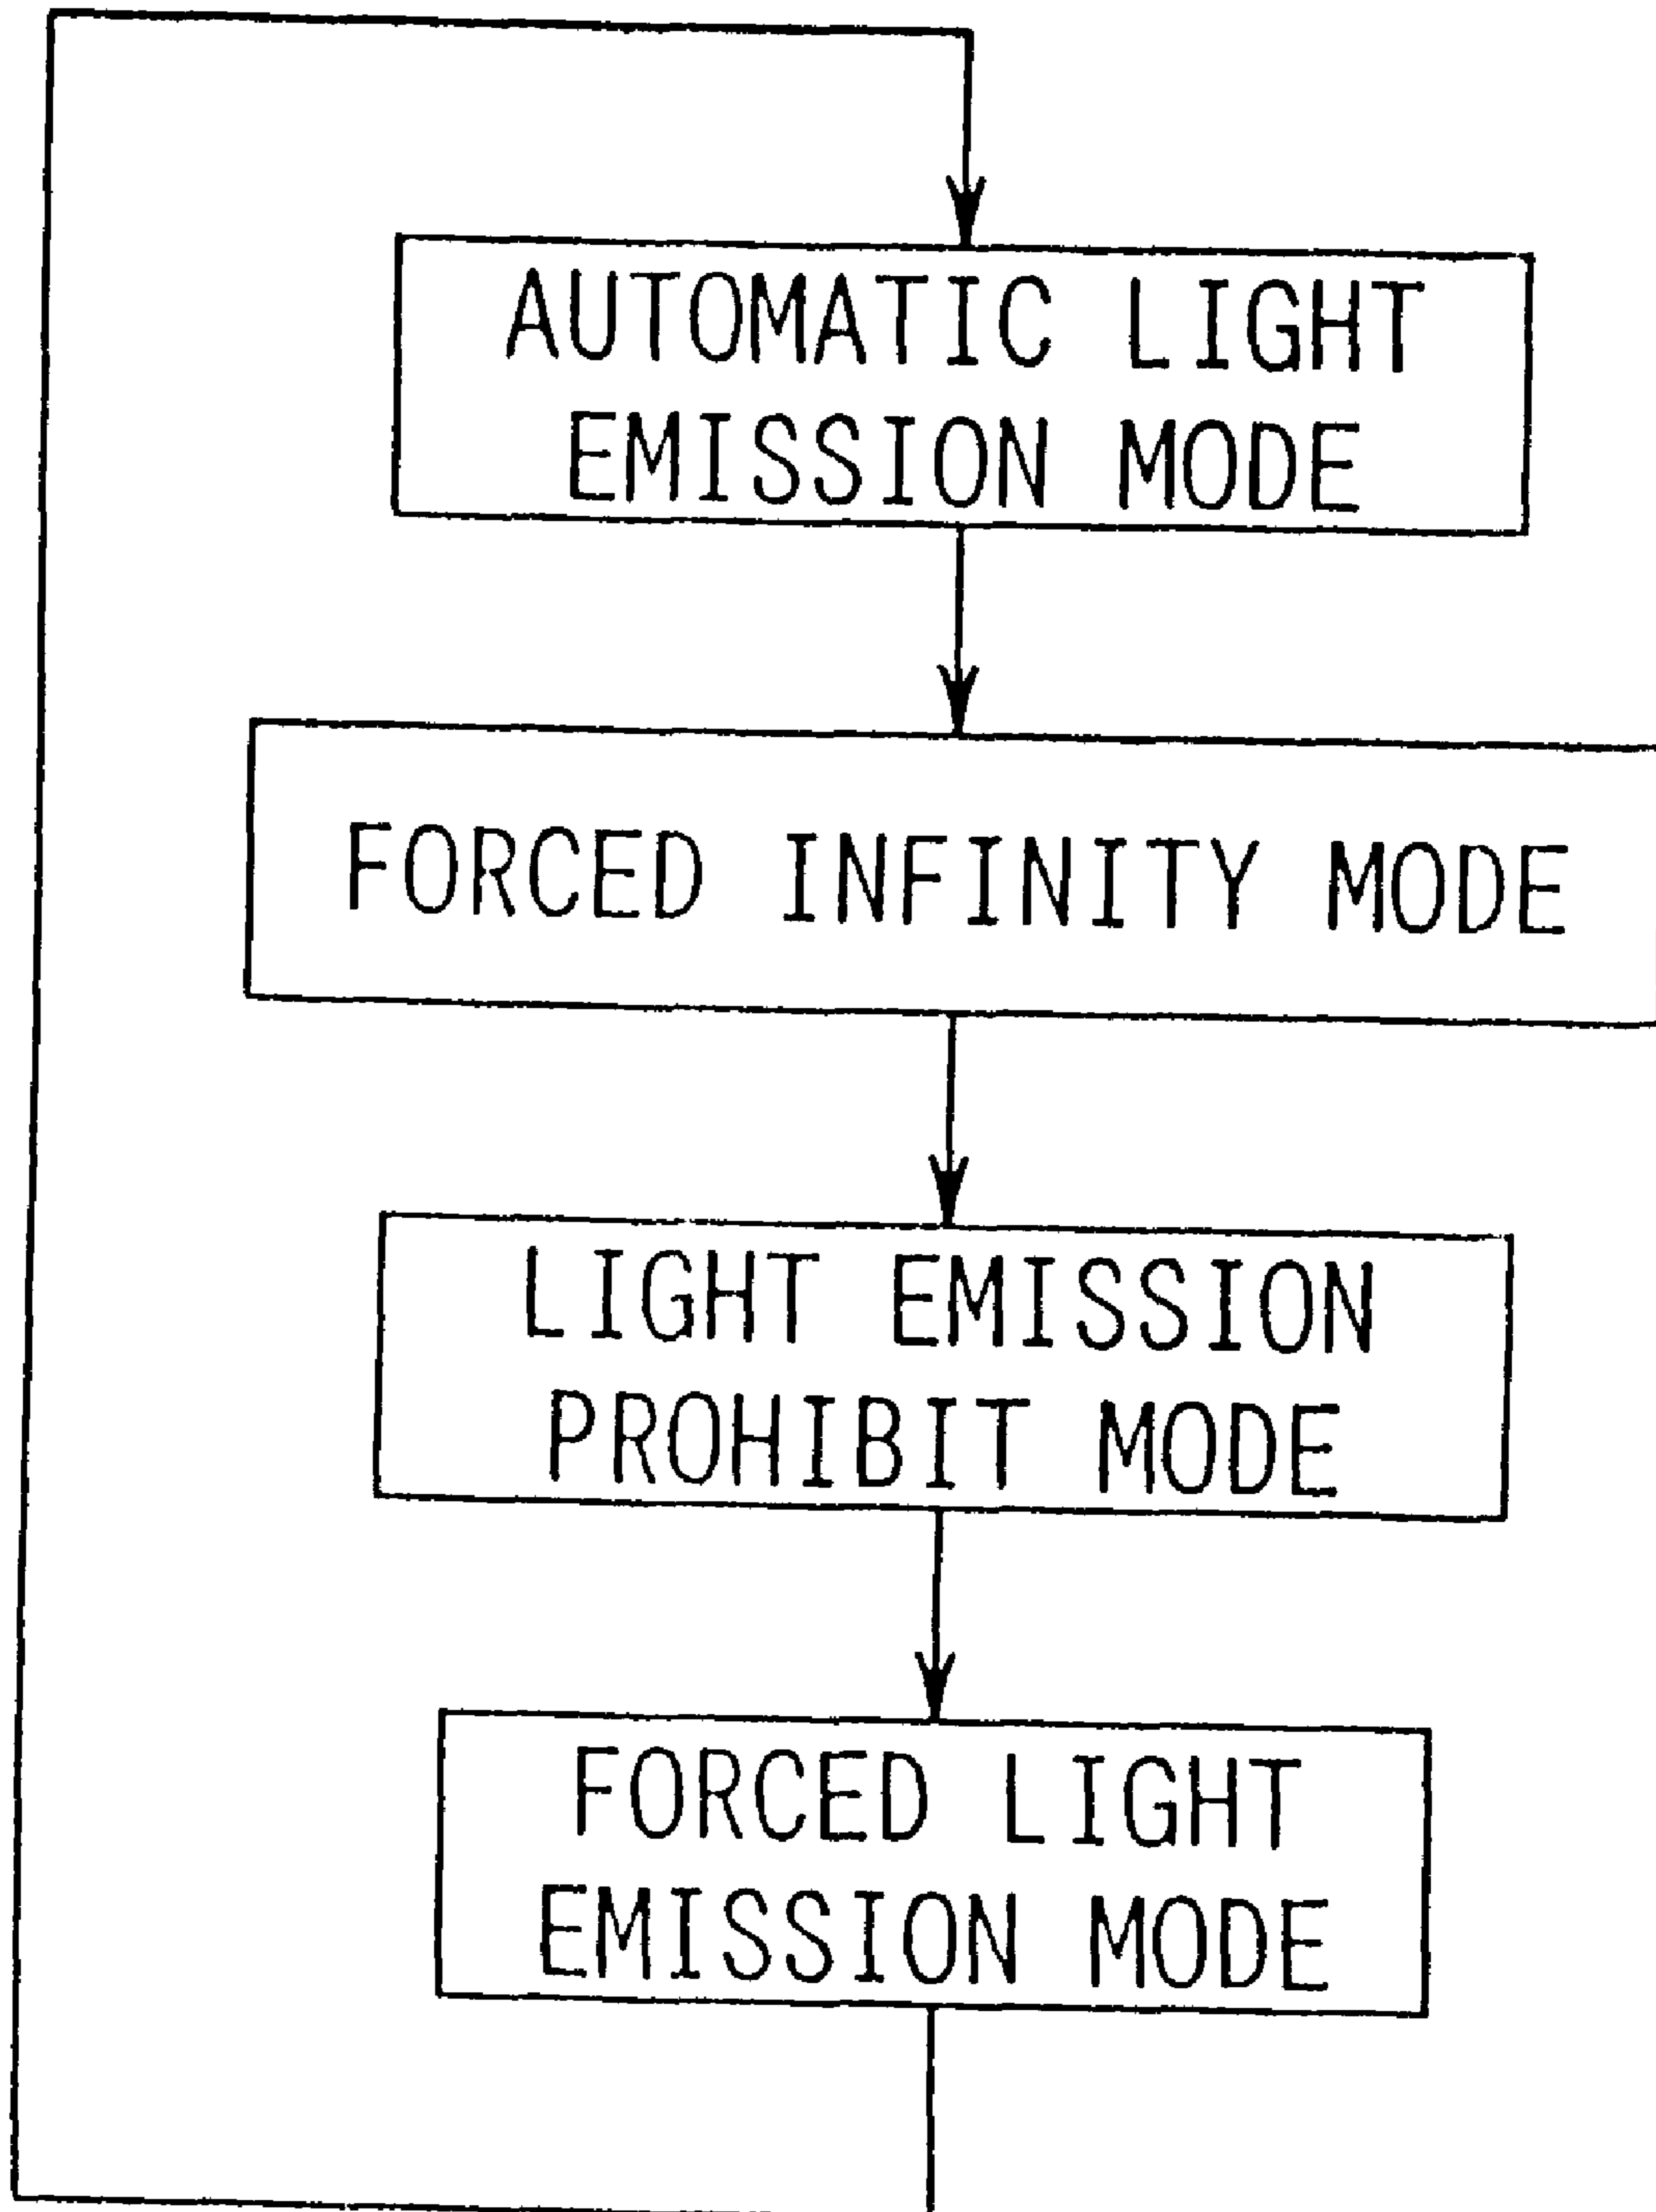 AUTOMATIC LIGHT
EMISSION MODE
FORCED INFINITY MODE
LIGHT EMISSION
PROHIBIT MODE
FORCED LIGHT
EMISSION MODE